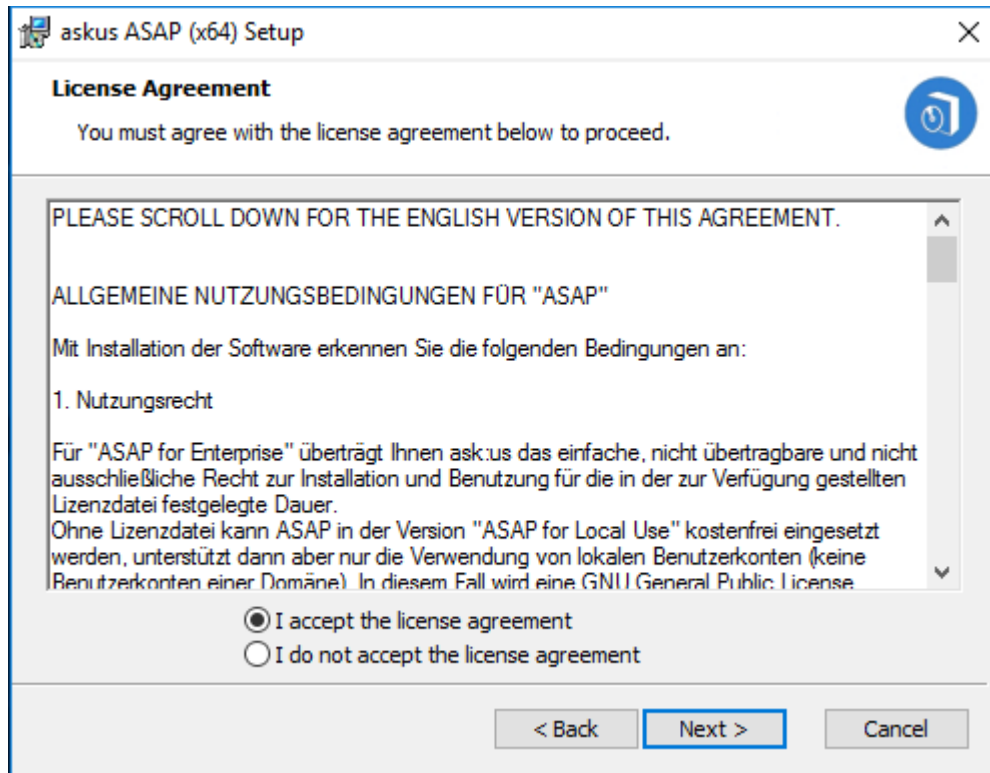 askus ASAP (x64) Setup
License Agreement
You must agree with the license agreement below to proceed.
PLEASE SCROLL DOWN FOR THE ENGLISH VERSION OF THIS AGREEMENT.
ALLGEMEINE NUTZUNGSBEDINGUNGEN FÜR "ASAP"
Mit Installation der Software erkennen Sie die folgenden Bedingungen an:
1. Nutzungsrecht
Für "ASAP for Enterprise" überträgt Ihnen ask:us das einfache, nicht übertragbare und nicht
ausschließliche Recht zur Installation und Benutzung für die in der zur Verfügung gestellten
Lizenzdatei festgelegte Dauer.
Ohne Lizenzdatei kann ASAP in der Version "ASAP for Local Use" kostenfrei eingesetzt
werden, unterstützt dann aber nur die Verwendung von lokalen Benutzerkonten (keine
Benutzerkonten einer Domäne). In diesem Fall wird eine GNU General Public License
I accept the license agreement
I do not accept the license agreement
< Back Next > Cancel